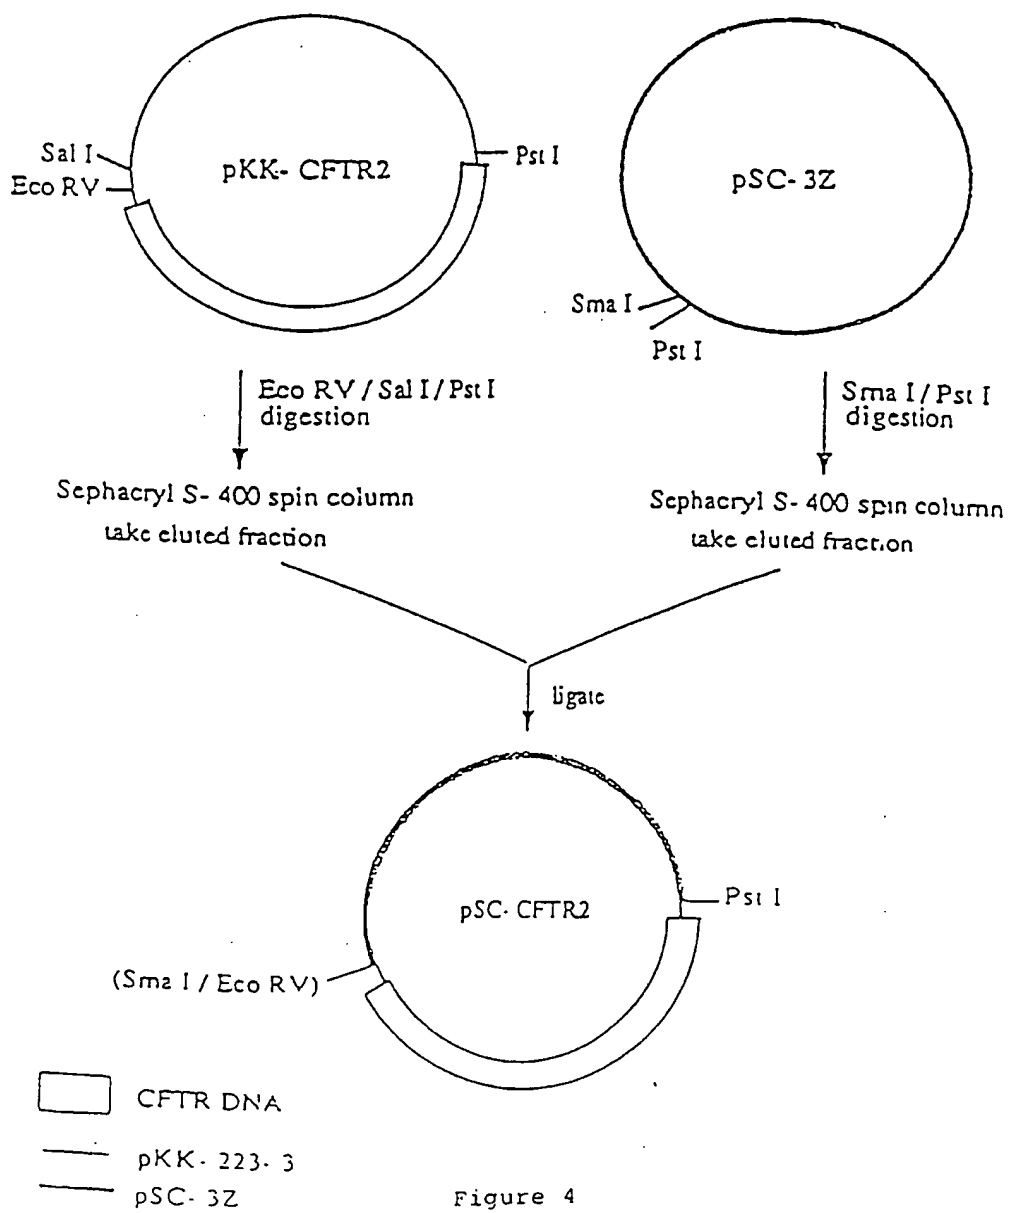 Sal I
Eco RV
pKK- CFTR2
Pst I
pSC- 3Z
Sma I
Pst I
Eco RV / Sal I / Pst I
digestion
Sma I / Pst I
digestion
Sephacryl S- 400 spin column
take eluted fraction
Sephacryl S- 400 spin column
take eluted fraction
ligate
pSC- CFTR2
Pst I
(Sma I / Eco RV)
CFTR DNA
pKK- 223- 3
pSC- 3Z
Figure 4